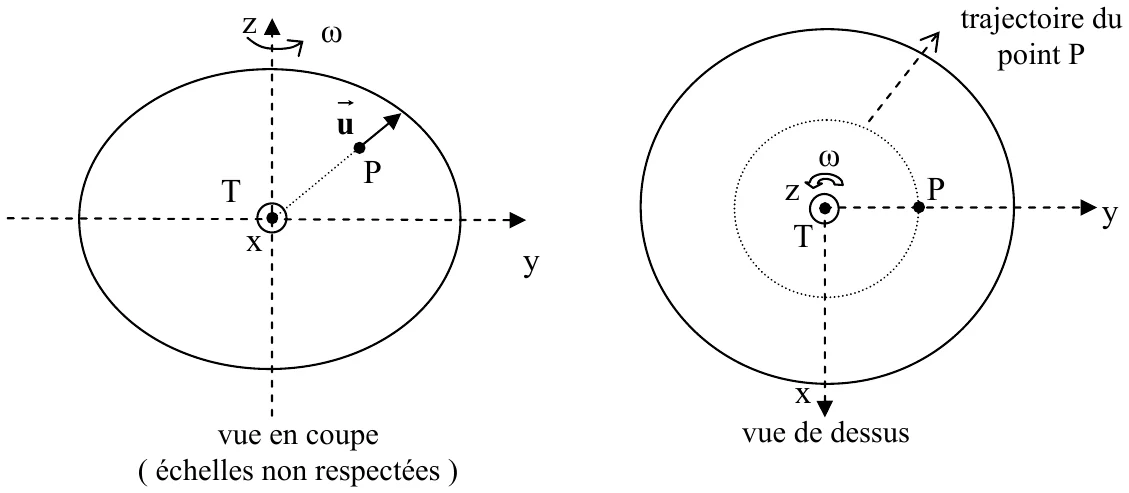 z
ω
u
P
T
x
y
vue en coupe
( échelles non respectées )
trajectoire du
point P
ω
z
P
T
y
x
vue de dessus